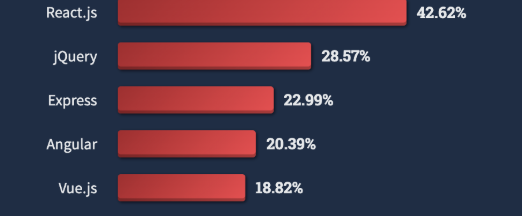 React.js 42.62%
jQuery 28.57%
Express 22.99%
Angular 20.39%
Vue.js 18.82%